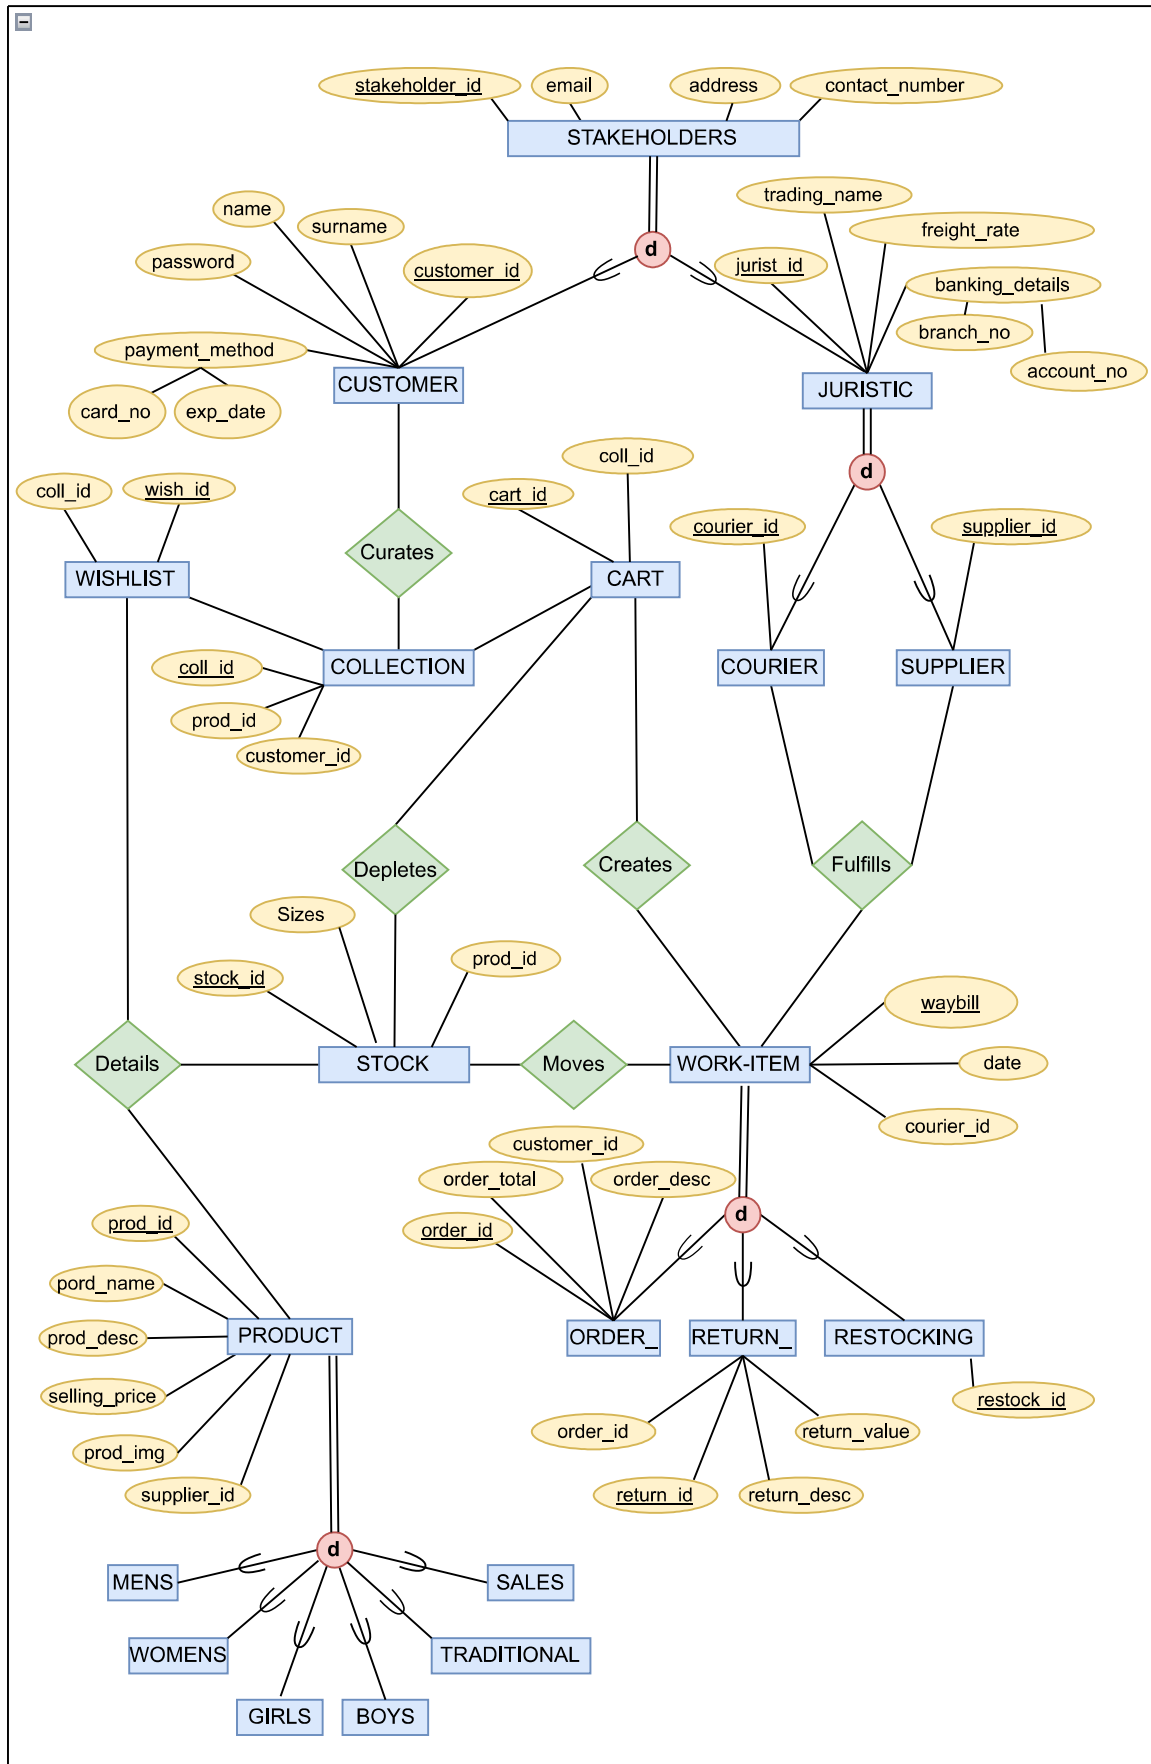 stakeholder_id
email
address
contact_number
STAKEHOLDERS
name
surname
password
customer_id
payment_method
card_no
exp_date
CUSTOMER
d
trading_name
freight_rate
jurist_id
banking_details
branch_no
account_no
JURISTIC
d
coll_id
wish_id
WISHLIST
Curates
cart_id
coll_id
CART
courier_id
supplier_id
COURIER
SUPPLIER
COLLECTION
coll_id
prod_id
customer_id
Depletes
Creates
Fulfills
Sizes
stock_id
prod_id
Details
STOCK
Moves
WORK-ITEM
waybill
date
courier_id
customer_id
order_total
order_desc
order_id
d
ORDER_
RETURN_
RESTOCKING
order_id
return_value
restock_id
return_id
return_desc
prod_id
pord_name
prod_desc
selling_price
prod_img
supplier_id
PRODUCT
d
MENS
SALES
WOMENS
TRADITIONAL
GIRLS
BOYS